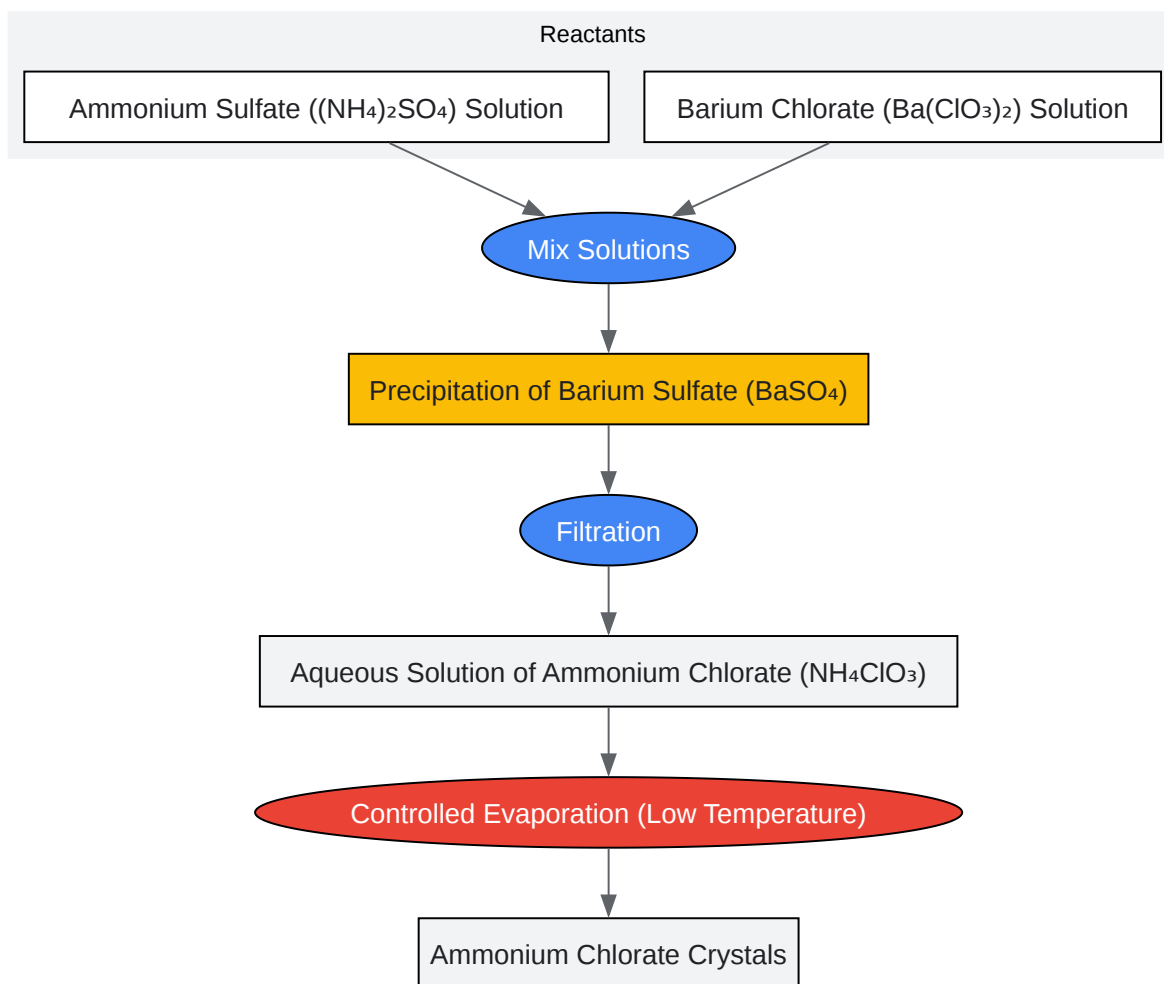 Reactants
Ammonium Sulfate ((NH₄)₂SO₄) Solution
Barium Chlorate (Ba(ClO₃)₂) Solution
Mix Solutions
Precipitation of Barium Sulfate (BaSO₄)
Filtration
Aqueous Solution of Ammonium Chlorate (NH₄ClO₃)
Controlled Evaporation (Low Temperature)
Ammonium Chlorate Crystals